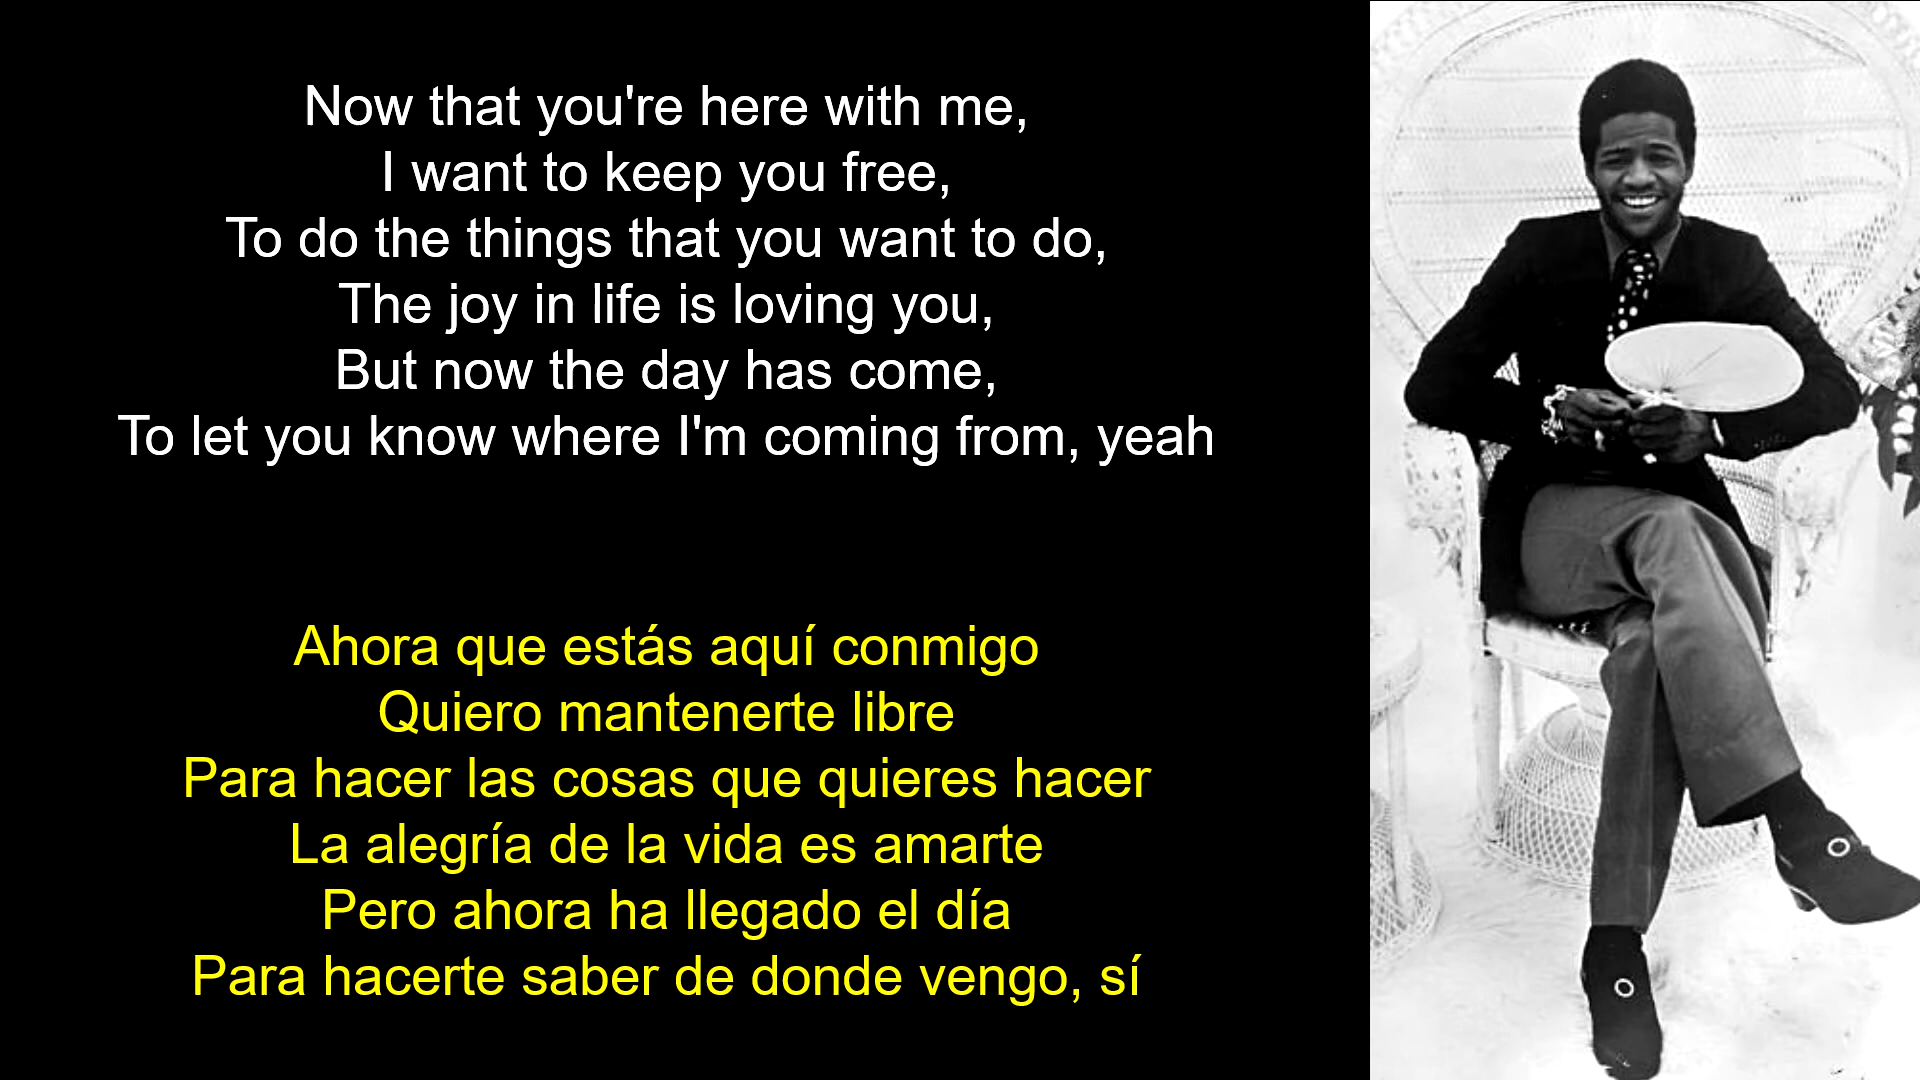 Now that you're here with me,
I want to keep you free,
To do the things that you want to do,
The joy in life is loving you,
But now the day has come,
To let you know where I'm coming from, yeah
Ahora que estás aquí conmigo
Quiero mantenerte libre
Para hacer las cosas que quieres hacer
La alegría de la vida es amarte
Pero ahora ha llegado el día
Para hacerte saber de donde vengo, sí